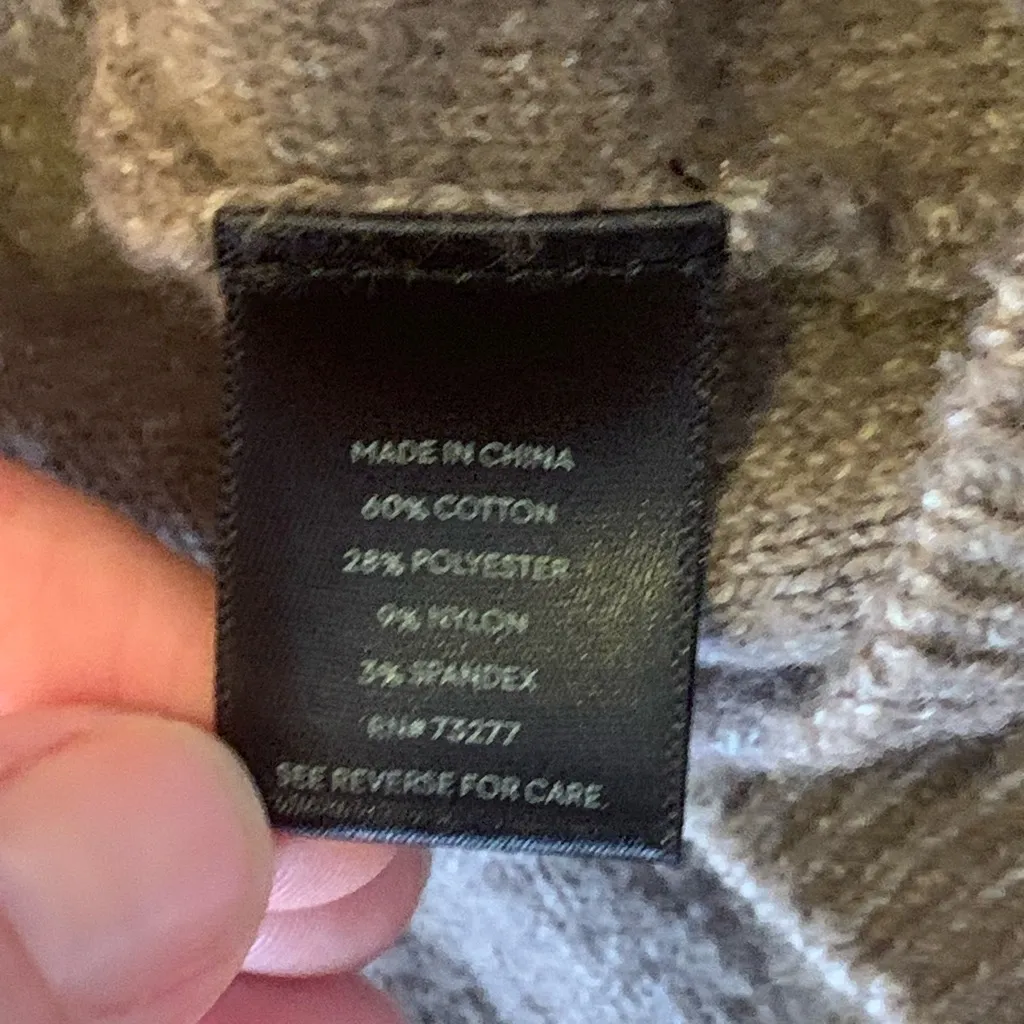 MADE IN CHINA
60% COTTON
28% POLYESTER
9% NYLON
3% SPANDEX
RN# 73277
SEE REVERSE FOR CARE